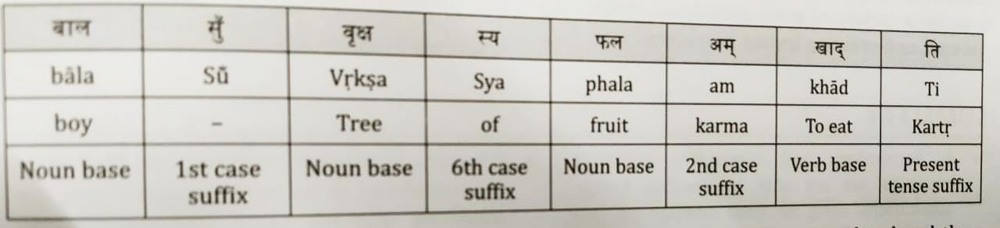 बाल सुँ वृक्ष स्य फल अम् खाद् ति
bāla Sũ Vṛkṣa Sya phala am khād Ti
boy – Tree of fruit karma To eat Kartṛ
Noun base 1st case suffix Noun base 6th case suffix Noun base 2nd case suffix Verb base Present tense suffix